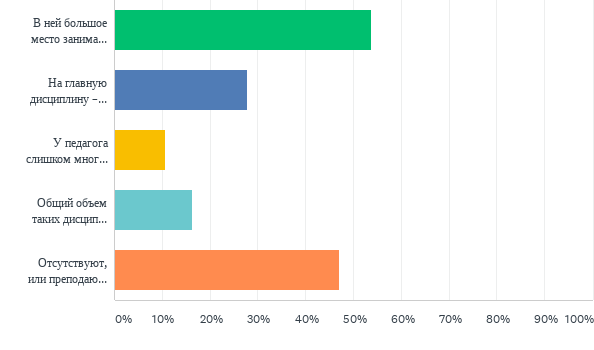 В ней большое
место занима...
На главную
дисциплину –...
У педагога
слишком мног...
Общий объем
таких дисцип...
Отсутствуют,
или преподаю...
0% 10% 20% 30% 40% 50% 60% 70% 80% 90% 100%